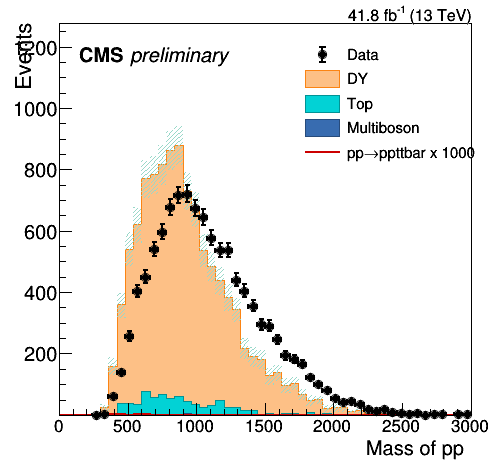 41.8 fb⁻¹ (13 TeV)
Events
CMS preliminary
Data
DY
Top
Multiboson
pp→ppttbar x 1000
1200
1000
800
600
400
200
0 500 1000 1500 2000 2500 3000
Mass of pp